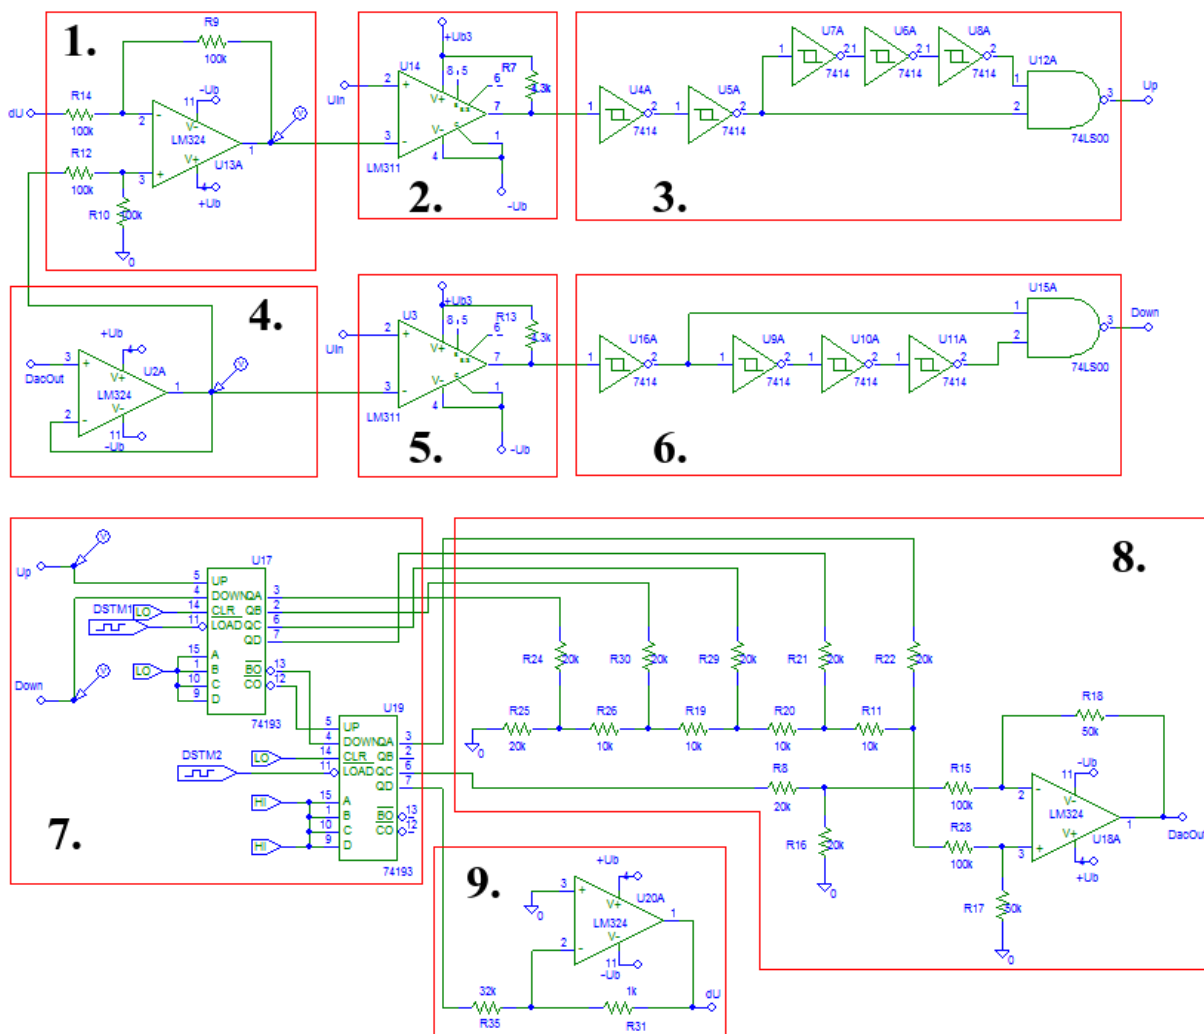 1.
dU
R14
100k
R12
100k
R10
100k
0
R9
100k
11
-Ub
2
-
V-
LM324
V+
3
+
1
U13A
4
+Ub
V
2.
+Ub3
U14
UIn
2
+
V+
8
5
6
R7
4.3k
7
3
-
V-
4
1
LM311
-Ub
3.
U4A
1
2
7414
U5A
1
2
7414
U7A
1
2
7414
U6A
1
2
7414
U8A
1
2
7414
U12A
1
2
3
74LS00
Up
4.
+Ub
4
DacOut
3
+
V+
U2A
1
LM324
V-
2
-
11
-Ub
V
5.
+Ub3
U3
UIn
2
+
V+
8
5
6
R13
4.3k
7
3
-
V-
4
1
LM311
-Ub
6.
U16A
1
2
7414
U9A
1
2
7414
U10A
1
2
7414
U11A
1
2
7414
U15A
1
2
3
74LS00
Down
7.
Up
V
Down
V
U17
5
UP
4
DOWN
14
CLR
11
LOAD
15
A
1
B
10
C
9
D
QA
3
QB
2
QC
6
QD
7
BO
13
CO
12
74193
DSTM1
LO
LO
U19
5
UP
4
DOWN
14
CLR
11
LOAD
15
A
1
B
10
C
9
D
QA
3
QB
2
QC
6
QD
7
BO
13
CO
12
74193
DSTM2
LO
HI
HI
8.
R24
20k
R30
20k
R29
20k
R21
20k
R22
20k
0
R25
20k
R26
10k
R19
10k
R20
10k
R11
10k
R8
20k
R16
20k
0
R15
100k
R28
100k
R17
50k
0
R18
50k
11
-Ub
2
-
V-
LM324
V+
3
+
1
U18A
4
+Ub
DacOut
9.
+Ub
4
3
+
0
V+
U20A
1
LM324
V-
2
-
11
-Ub
32k
R35
1k
R31
dU